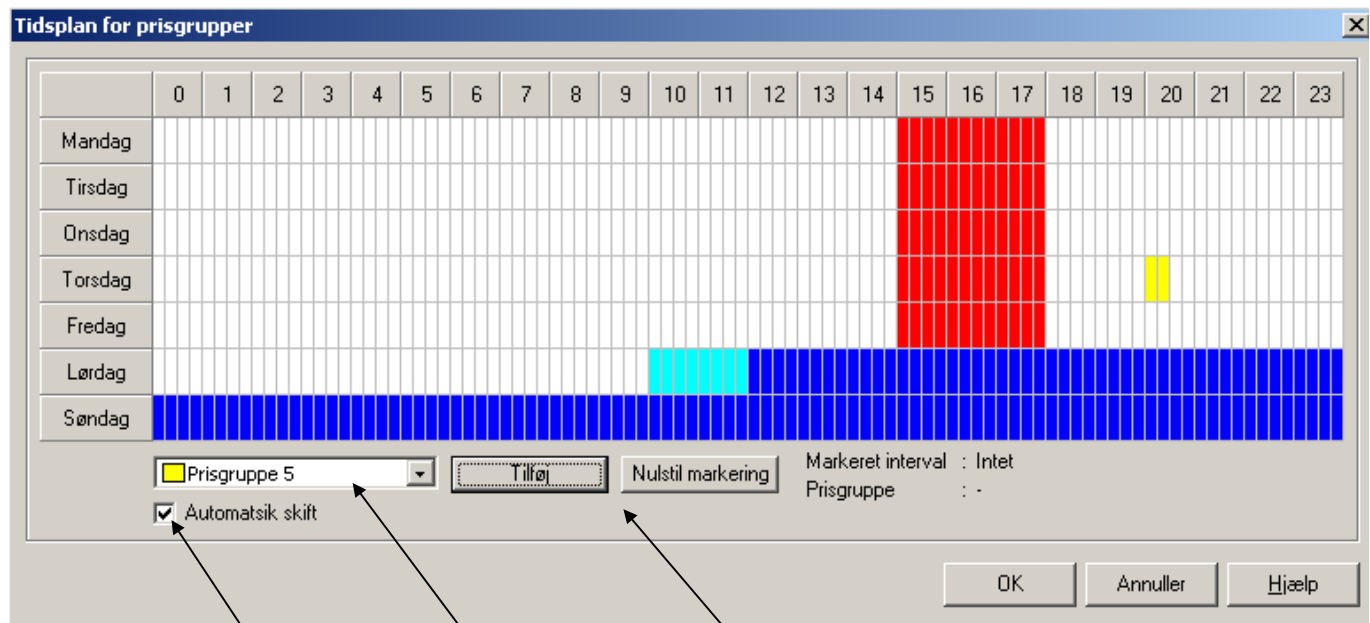 Tidsplan for prisgrupper
0 1 2 3 4 5 6 7 8 9 10 11 12 13 14 15 16 17 18 19 20 21 22 23
Mandag
Tirsdag
Onsdag
Torsdag
Fredag
Lørdag
Søndag
Prisgruppe 5 Tilføj Nulstil markering Markeret interval : Intet
Prisgruppe : -
Automatsik skift
OK Annuller Hjælp